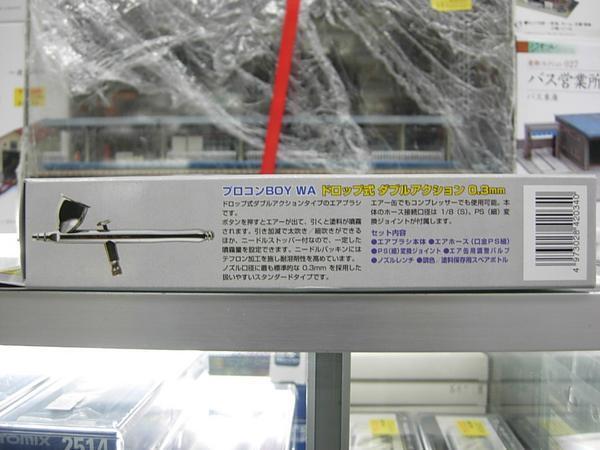 プロコンBOY WA ドロップ式 ダブルアクション 0.3mm
ドロップ式ダブルアクションタイプのエアブラシ
です。
ボタンを押すとエアーが出て、引くと塗料が噴霧
されます。引き加減で太吹き/細吹きができる
ほか、ニードルストッパー付なので、一定した
噴霧量を設定できます。ニードルパッキンには
テフロン加工を施し耐溶剤性を高めています。
ノズル口径に最も標準的な0.3mmを採用した
扱いやすいスタンダードタイプです。
エアー缶でもコンプレッサーでも使用可能。本
体のホース接続口径は1/8(S)。PS(細)変
換ジョイントが付属します。
セット内容
●エアブラシ本体 ●エアホース(口金PS細)
●PS(細)変換ジョイント ●エアー缶用調整バルブ
●ノズルレンチ ●調色、塗料保存用スペアボトル
4 973028 420340
027
バス営業所
バス車庫
TOMIX 2514